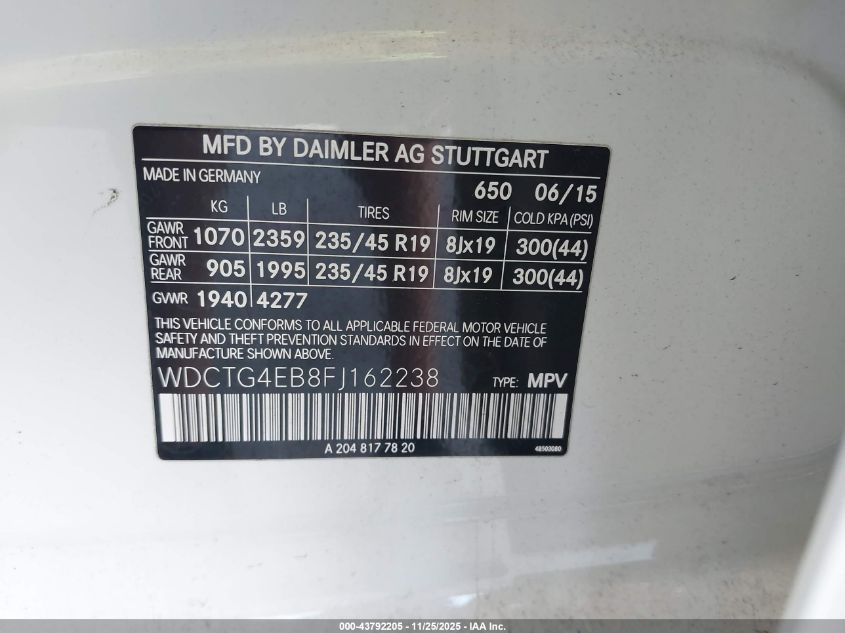 MFD BY DAIMLER AG STUTTGART
MADE IN GERMANY 650 06/15
KG LB TIRES RIM SIZE COLD KPA (PSI)
GAWR FRONT 1070 2359 235/45 R19 8Jx19 300(44)
GAWR REAR 905 1995 235/45 R19 8Jx19 300(44)
GVWR 1940 4277
THIS VEHICLE CONFORMS TO ALL APPLICABLE FEDERAL MOTOR VEHICLE
SAFETY AND THEFT PREVENTION STANDARDS IN EFFECT ON THE DATE OF
MANUFACTURE SHOWN ABOVE.
WDCTG4EB8FJ162238 TYPE: MPV
A 204 817 78 20 48503080
000-43792205 - 11/25/2025 - IAA Inc.